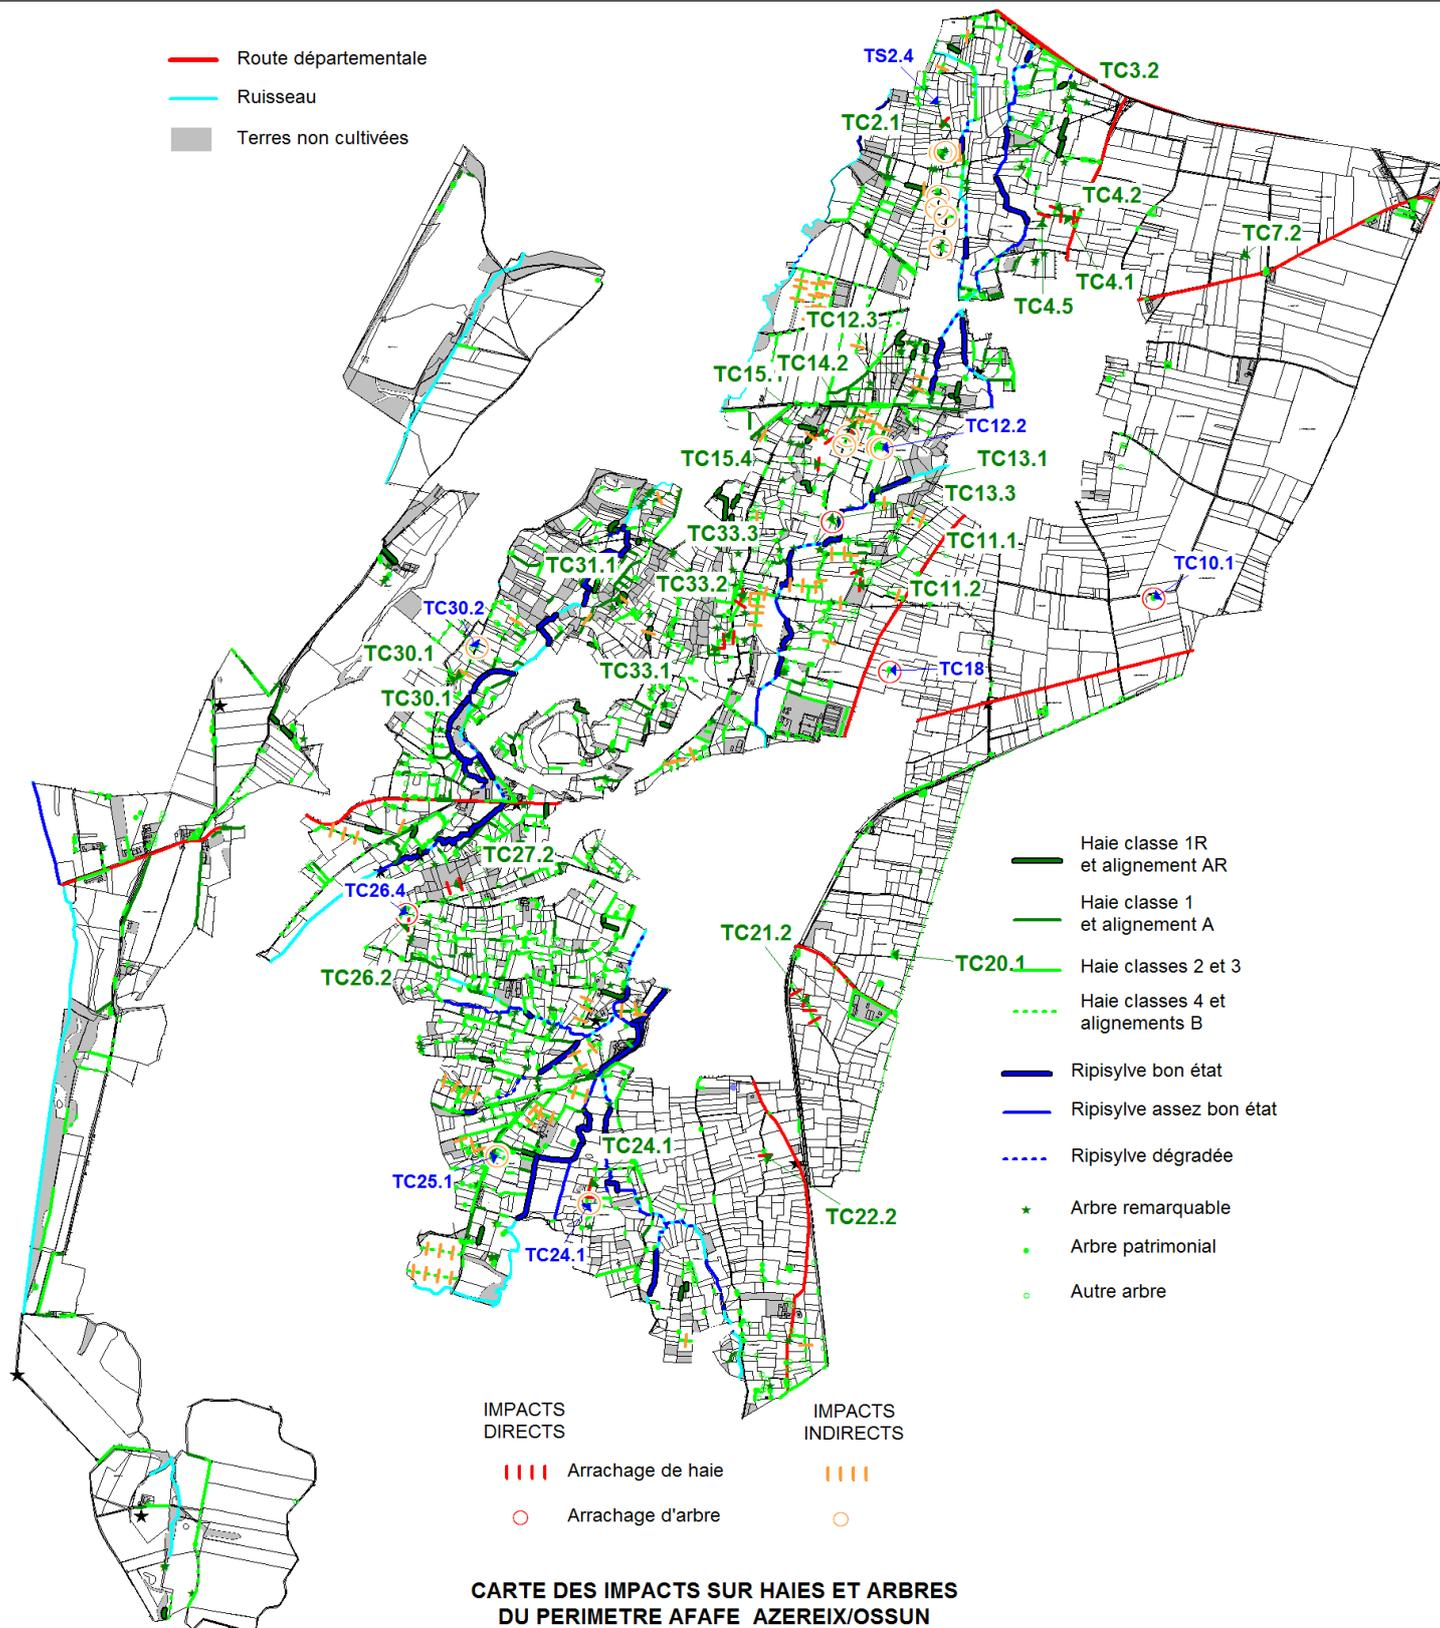 Route départementale
Ruisseau
Terres non cultivées
TS2.4
TC3.2
TC2.1
TC4.2
TC7.2
TC4.1
TC4.5
TC12.3
TC14.2
TC15.
TC12.2
TC15.4
TC13.1
TC13.3
TC33.3
TC11.1
TC31.1
TC10.1
TC33.2
TC11.2
TC30.2
TC30.1
TC33.1
TC18
TC30.1
Haie classe 1R
et alignement AR
TC27.2
TC26.4
Haie classe 1
et alignement A
TC21.2
TC20.1
Haie classes 2 et 3
TC26.2
Haie classes 4 et
alignements B
Ripisylve bon état
Ripisylve assez bon état
TC24.1
Ripisylve dégradée
TC25.1
TC22.2
Arbre remarquable
TC24.1
Arbre patrimonial
Autre arbre
IMPACTS
DIRECTS
IMPACTS
INDIRECTS
Arrachage de haie
Arrachage d'arbre
CARTE DES IMPACTS SUR HAIES ET ARBRES
DU PERIMETRE AFAFE AZEREIX/OSSUN